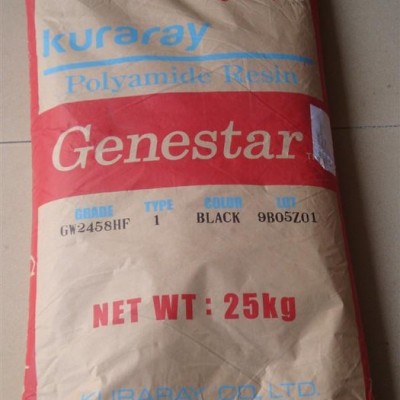 kuraray
Polyamide Resin
Genestar
GRADE TYPE COLOR LOT
GW2458HF 1 BLACK 9B05Z01
NET WT: 25kg
KURARAY CO., LTD.